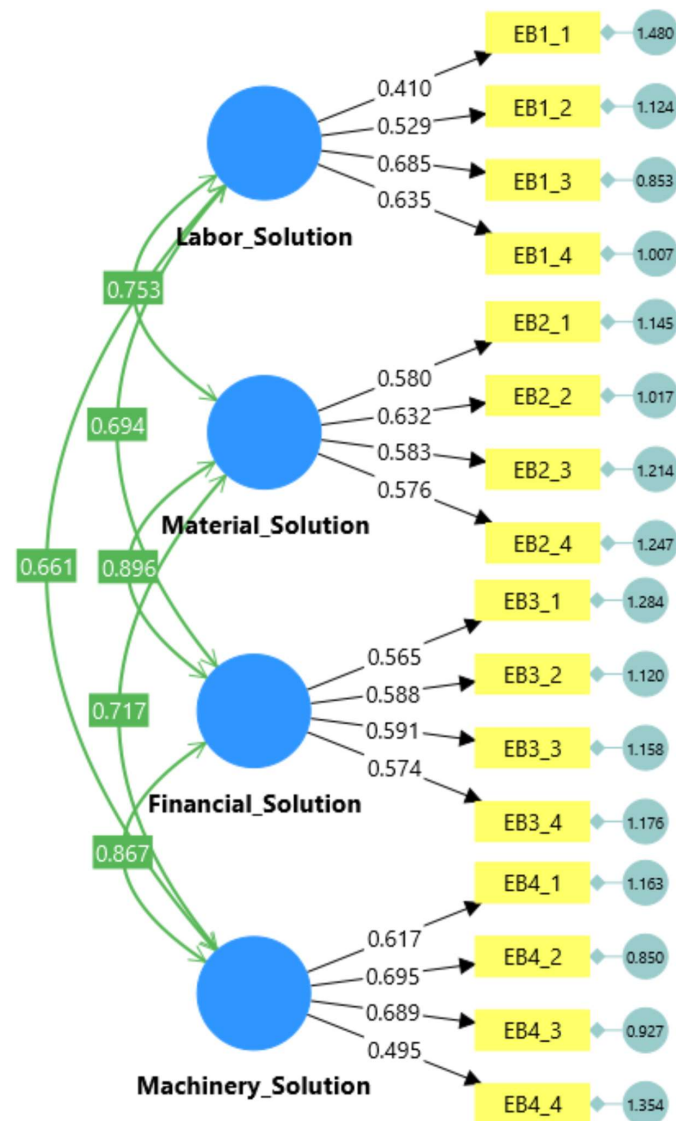 EB1_1 1.480
0.410
EB1_2 1.124
0.529
0.685
EB1_3 0.853
0.635
Labor_Solution
EB1_4 1.007
0.753
EB2_1 1.145
0.580
EB2_2 1.017
0.632
0.694
0.583
EB2_3 1.214
0.576
Material_Solution
EB2_4 1.247
0.661
0.896
EB3_1 1.284
0.565
EB3_2 1.120
0.588
0.717
0.591
EB3_3 1.158
0.574
Financial_Solution
EB3_4 1.176
0.867
EB4_1 1.163
0.617
EB4_2 0.850
0.695
0.689
EB4_3 0.927
0.495
Machinery_Solution
EB4_4 1.354